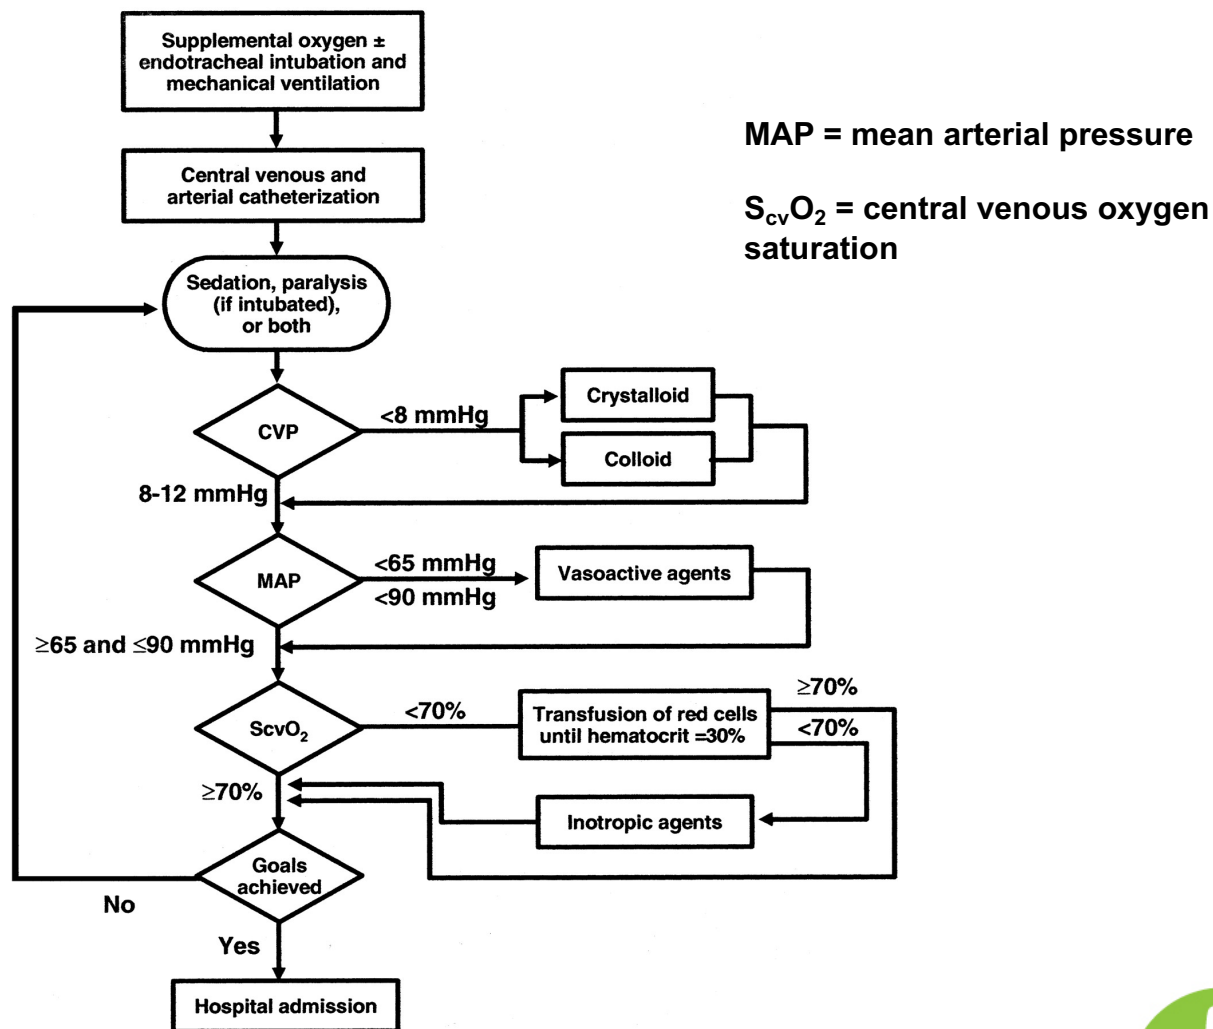 Supplemental oxygen ±
endotracheal intubation and
mechanical ventilation
MAP = mean arterial pressure
Central venous and
arterial catheterization
ScvO2 = central venous oxygen
saturation
Sedation, paralysis
(if intubated),
or both
CVP
<8 mmHg
Crystalloid
Colloid
8-12 mmHg
MAP
<65 mmHg
<90 mmHg
Vasoactive agents
≥65 and ≤90 mmHg
ScvO2
<70%
Transfusion of red cells
until hematocrit =30%
≥70%
<70%
≥70%
Inotropic agents
Goals
achieved
No
Yes
Hospital admission